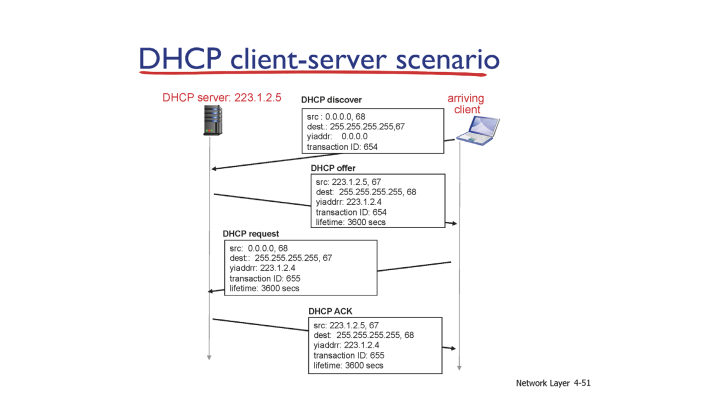 DHCP client-server scenario
DHCP server: 223.1.2.5
arriving
client
DHCP discover
src : 0.0.0.0, 68
dest.: 255.255.255.255,67
yiaddr: 0.0.0.0
transaction ID: 654
DHCP offer
src: 223.1.2.5, 67
dest: 255.255.255.255, 68
yiaddrr: 223.1.2.4
transaction ID: 654
lifetime: 3600 secs
DHCP request
src: 0.0.0.0, 68
dest:: 255.255.255.255, 67
yiaddrr: 223.1.2.4
transaction ID: 655
lifetime: 3600 secs
DHCP ACK
src: 223.1.2.5, 67
dest: 255.255.255.255, 68
yiaddrr: 223.1.2.4
transaction ID: 655
lifetime: 3600 secs
Network Layer 4-51